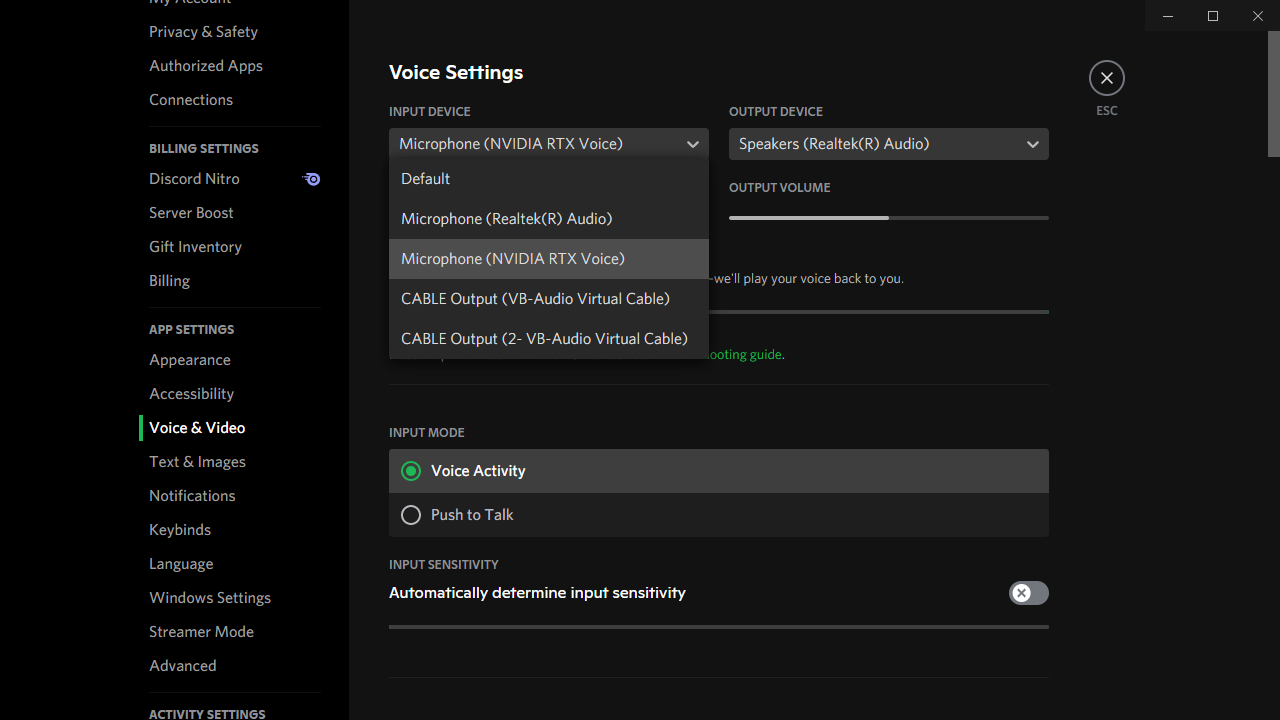 My Account
Privacy & Safety
Authorized Apps
Connections
BILLING SETTINGS
Discord Nitro
Server Boost
Gift Inventory
Billing
APP SETTINGS
Appearance
Accessibility
Voice & Video
Text & Images
Notifications
Keybinds
Language
Windows Settings
Streamer Mode
Advanced
ACTIVITY SETTINGS
Voice Settings
ESC
INPUT DEVICE
Microphone (NVIDIA RTX Voice)
Default
Microphone (Realtek(R) Audio)
Microphone (NVIDIA RTX Voice)
CABLE Output (VB-Audio Virtual Cable)
CABLE Output (2- VB-Audio Virtual Cable)
OUTPUT DEVICE
Speakers (Realtek(R) Audio)
OUTPUT VOLUME
–we'll play your voice back to you.
ooting guide.
INPUT MODE
Voice Activity
Push to Talk
INPUT SENSITIVITY
Automatically determine input sensitivity